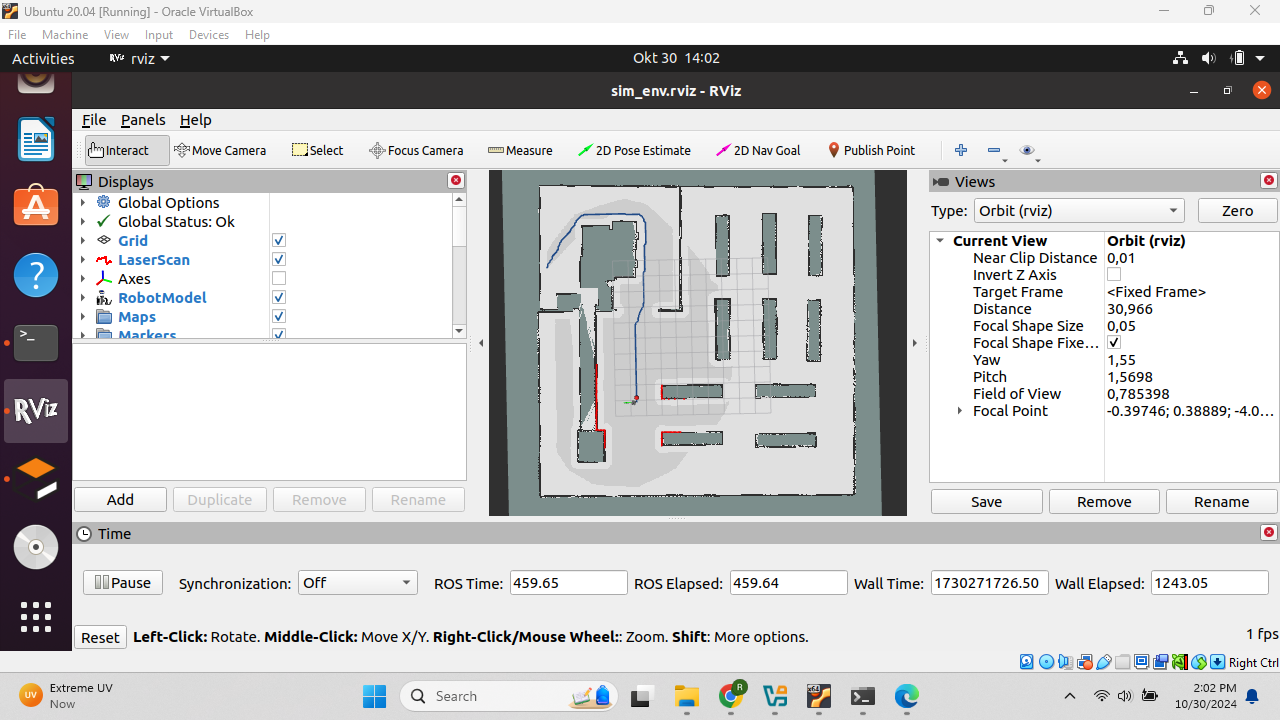 Ubuntu 20.04 [Running] - Oracle VirtualBox
File Machine View Input Devices Help
Activities RViz rviz Okt 30 14:02
sim_env.rviz - RViz
File Panels Help
Interact Move Camera Select Focus Camera Measure 2D Pose Estimate 2D Nav Goal Publish Point
Displays
Global Options
Global Status: Ok
Grid
LaserScan
Axes
RobotModel
Maps
Markers
Add Duplicate Remove Rename
Views
Type: Orbit (rviz) Zero
Current View Orbit (rviz)
Near Clip Distance 0,01
Invert Z Axis
Target Frame <Fixed Frame>
Distance 30,966
Focal Shape Size 0,05
Focal Shape Fixe...
Yaw 1,55
Pitch 1,5698
Field of View 0,785398
Focal Point -0.39746; 0.38889; -4.0...
Save Remove Rename
RViz
Time
Pause Synchronization: Off ROS Time: 459.65 ROS Elapsed: 459.64 Wall Time: 1730271726.50 Wall Elapsed: 1243.05
Reset Left-Click: Rotate. Middle-Click: Move X/Y. Right-Click/Mouse Wheel:: Zoom. Shift: More options. 1 fps
Right Ctrl
UV Extreme UV
Now
Search
R
2:02 PM
10/30/2024